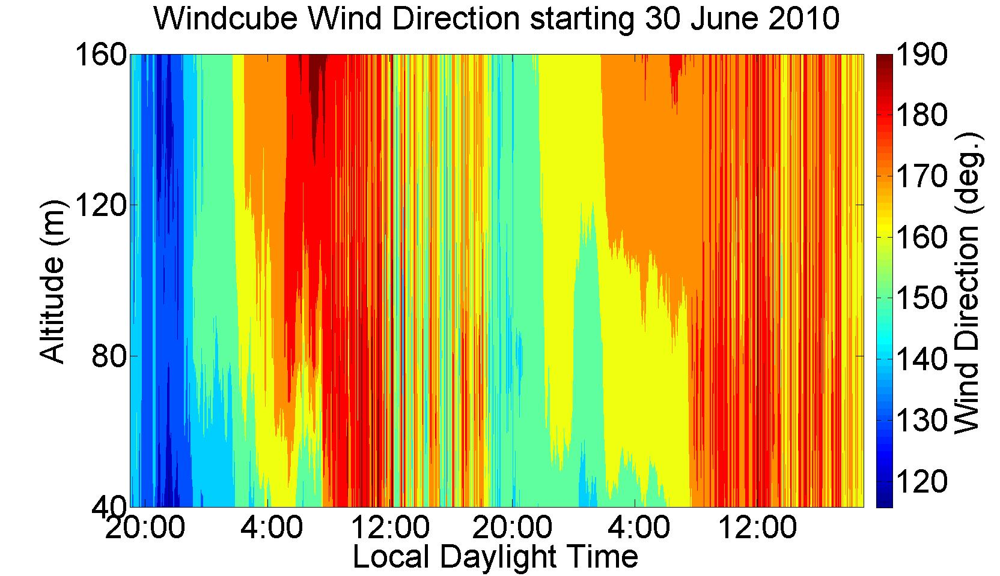 Windcube Wind Direction starting 30 June 2010
160
120
80
40
Altitude (m)
20:00 4:00 12:00 20:00 4:00 12:00
Local Daylight Time
190
180
170
160
150
140
130
120
Wind Direction (deg.)